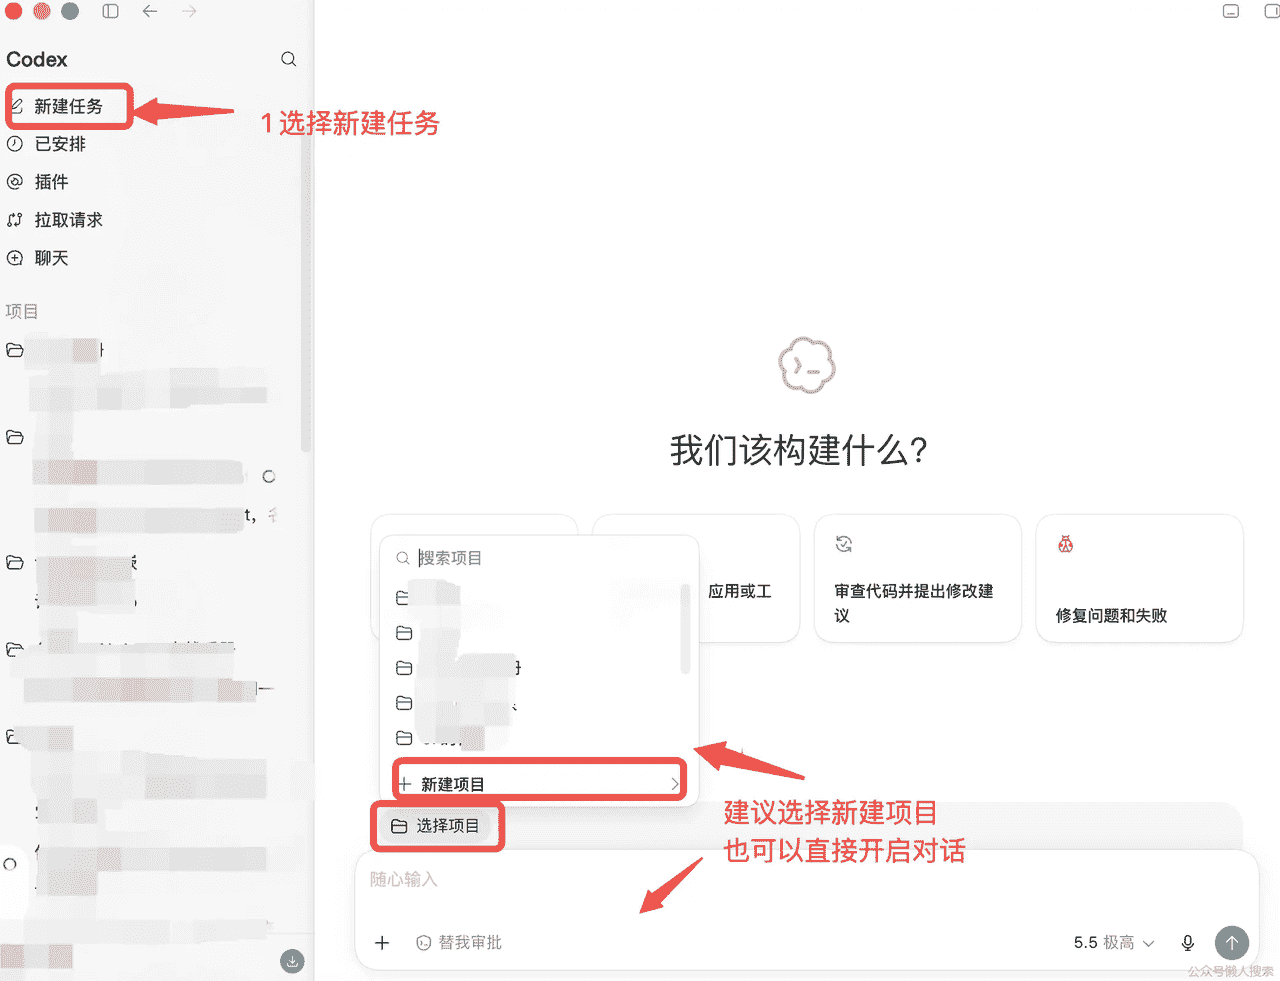 Codex
新建任务
1 选择新建任务
已安排
插件
拉取请求
聊天
项目
我们该构建什么?
搜索项目
应用或工
审查代码并提出修改建
议
修复问题和失败
新建项目
选择项目
建议选择新建项目
也可以直接开启对话
随心输入
替我审批
5.5 极高
公众号懒人搜索